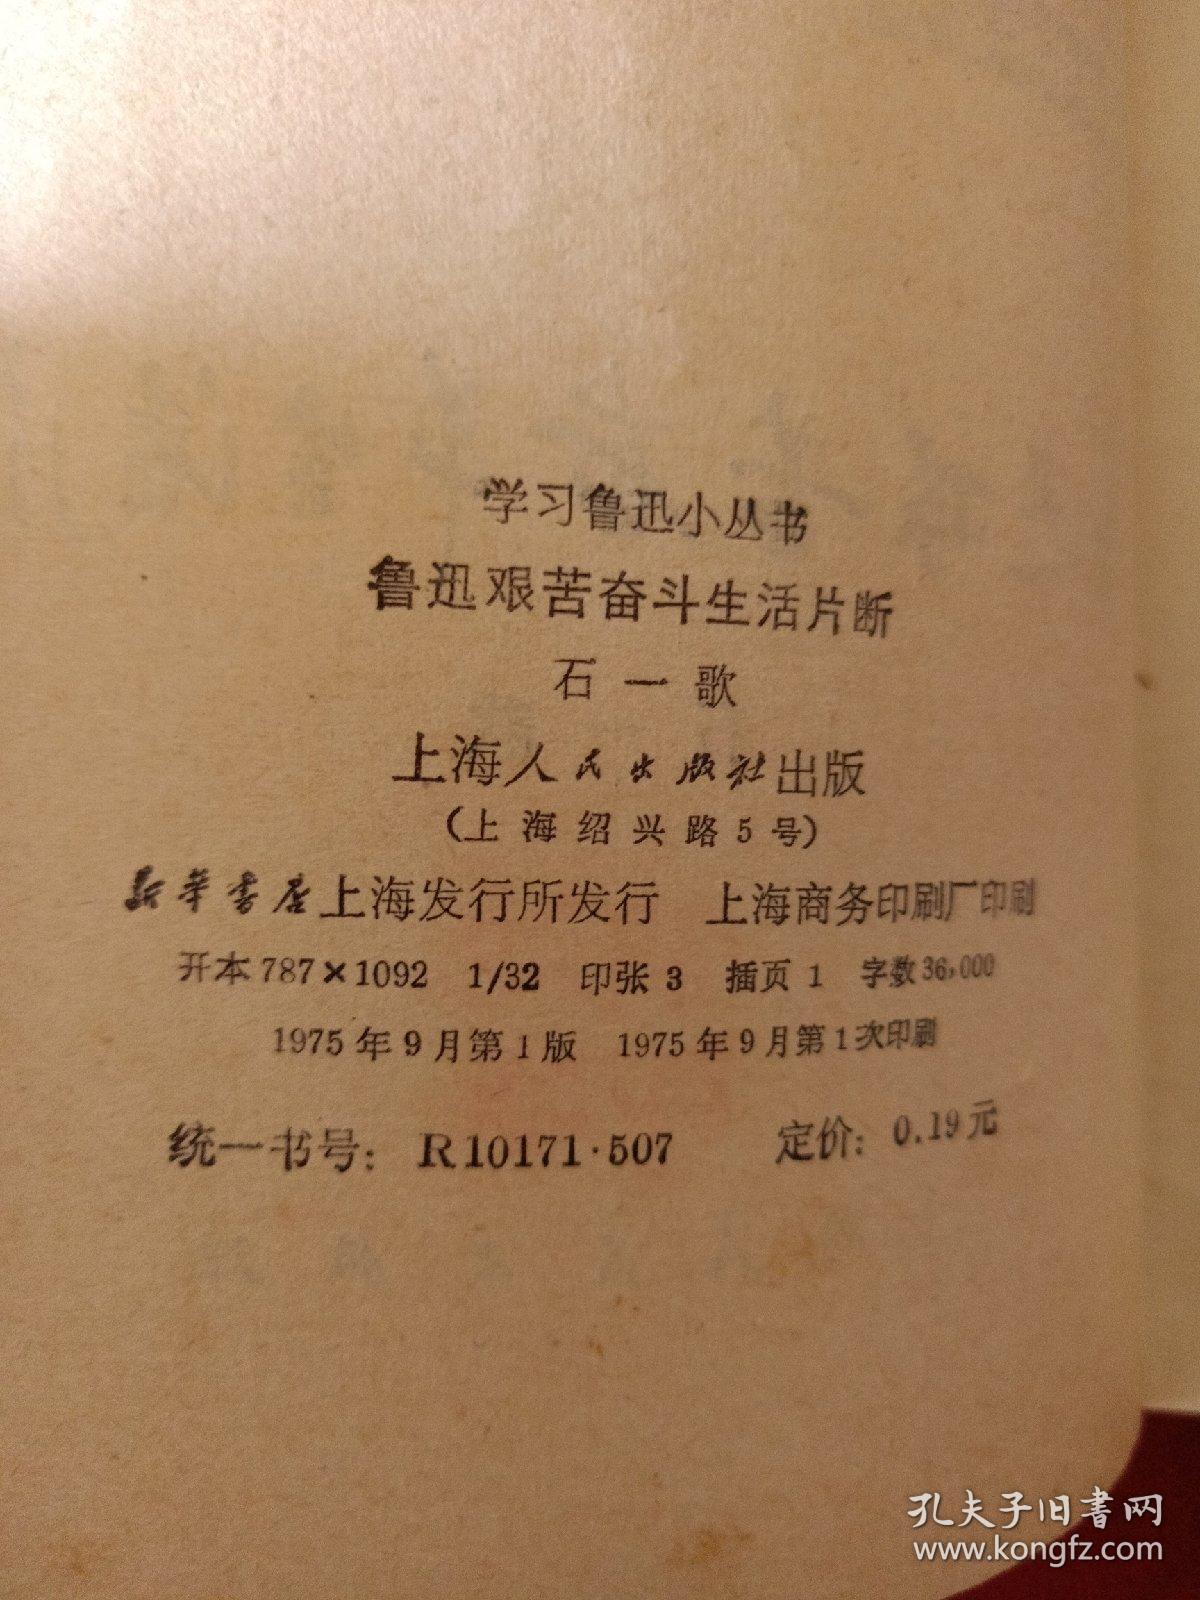 学习鲁迅小丛书
鲁迅艰苦奋斗生活片断
石一歌
上海人民出版社出版
(上海绍兴路5号)
新华书店上海发行所发行 上海商务印刷厂印刷
开本787×1092 1/32 印张3 插页1 字数36,000
1975年9月第1版 1975年9月第1次印刷
统一书号：R10171·507 定价：0.19元
孔夫子旧书网
www.kongfz.com